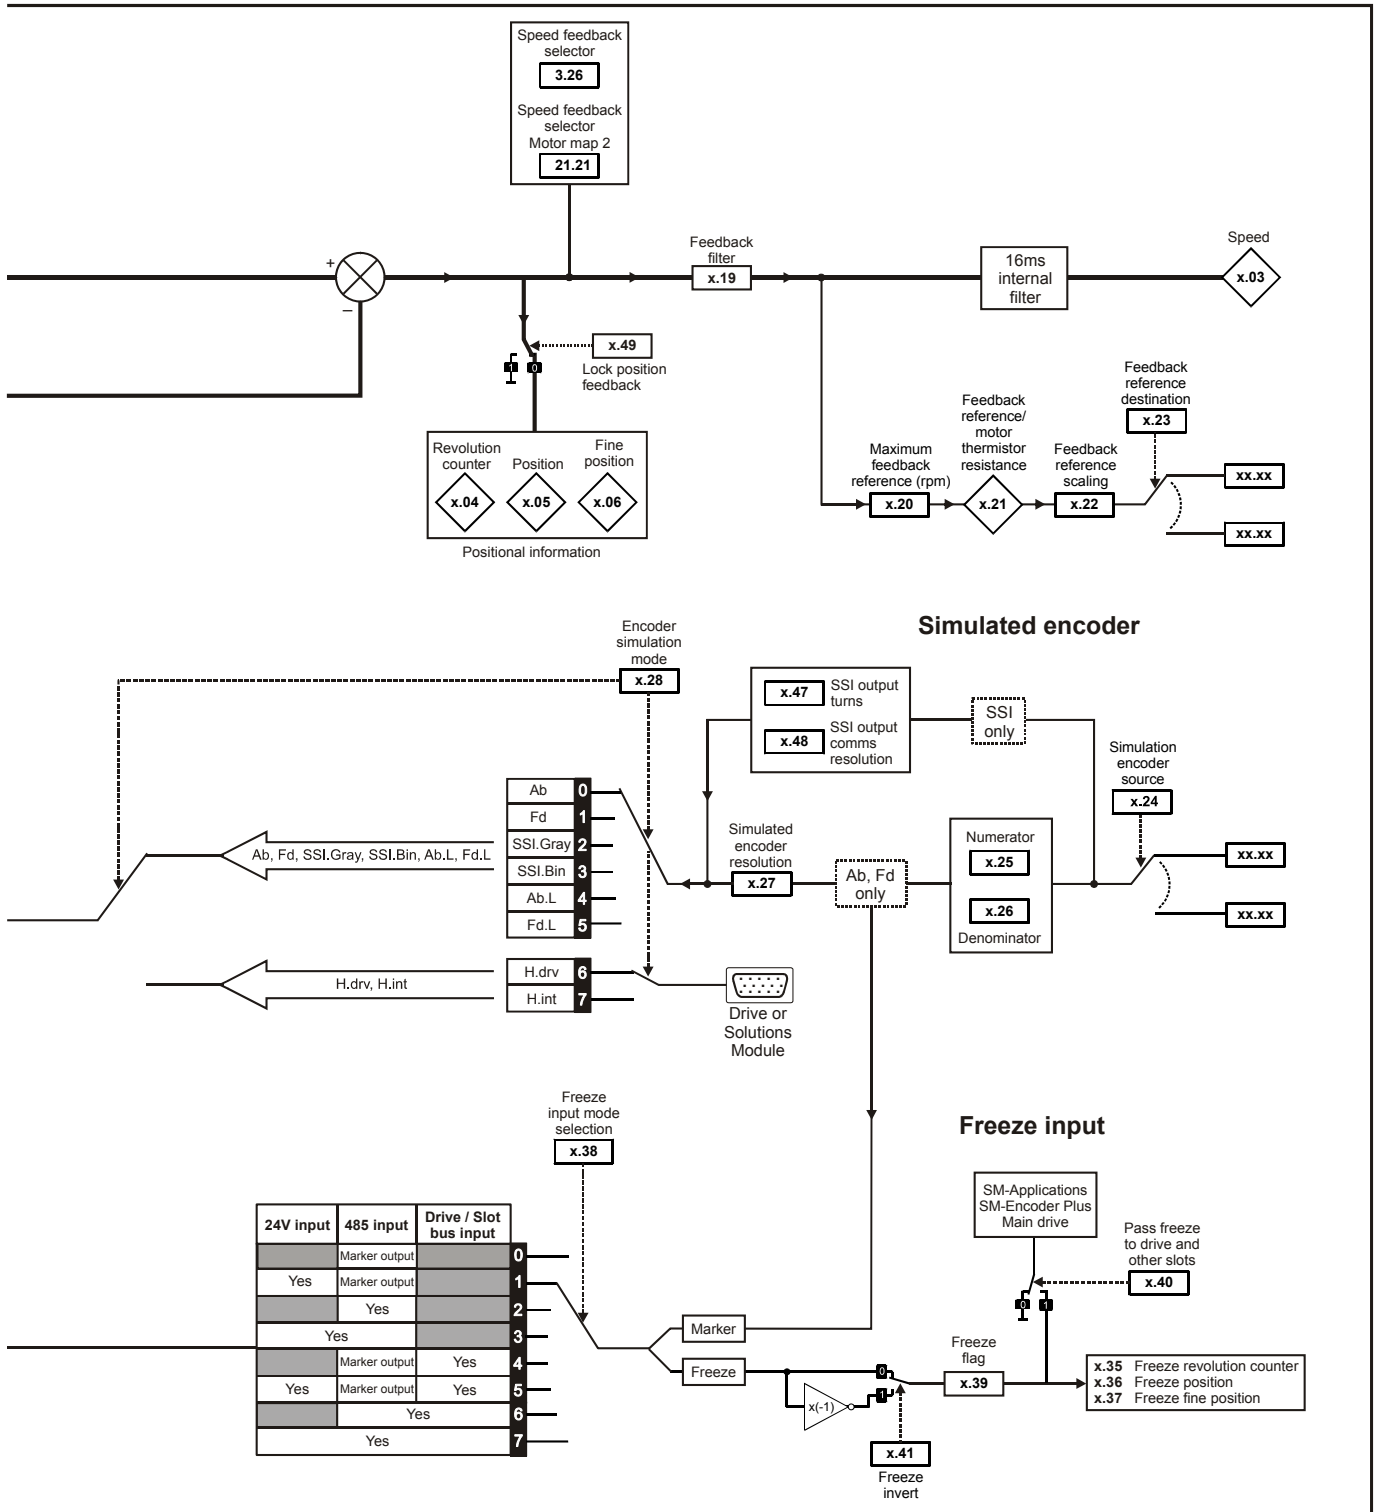 Speed feedback
selector
3.26
Speed feedback
selector
Motor map 2
21.21
+
−
Feedback
filter
x.19
16ms
internal
filter
Speed
x.03
x.49
Lock position
feedback
1
0
Revolution
counter
Position
Fine
position
x.04
x.05
x.06
Positional information
Maximum
feedback
reference (rpm)
x.20
Feedback
reference/
motor
thermistor
resistance
x.21
Feedback
reference
scaling
x.22
Feedback
reference
destination
x.23
xx.xx
xx.xx
Simulated encoder
Encoder
simulation
mode
x.28
x.47
SSI output
turns
x.48
SSI output
comms
resolution
SSI
only
Simulation
encoder
source
x.24
Ab 0
Fd 1
SSI.Gray 2
SSI.Bin 3
Ab.L 4
Fd.L 5
Ab, Fd, SSI.Gray, SSI.Bin, Ab.L, Fd.L
Simulated
encoder
resolution
x.27
Ab, Fd
only
Numerator
x.25
x.26
Denominator
xx.xx
xx.xx
H.drv, H.int
H.drv 6
H.int 7
Drive or
Solutions
Module
Freeze
input mode
selection
x.38
Freeze input
SM-Applications
SM-Encoder Plus
Main drive
Pass freeze
to drive and
other slots
x.40
0
1
24V input 485 input Drive / Slot
bus input
Marker output 0
Yes Marker output 1
Yes 2
Yes 3
Marker output Yes 4
Yes Marker output Yes 5
Yes 6
Yes 7
Marker
Freeze
x(-1)
0
1
x.41
Freeze
invert
Freeze
flag
x.39
x.35 Freeze revolution counter
x.36 Freeze position
x.37 Freeze fine position